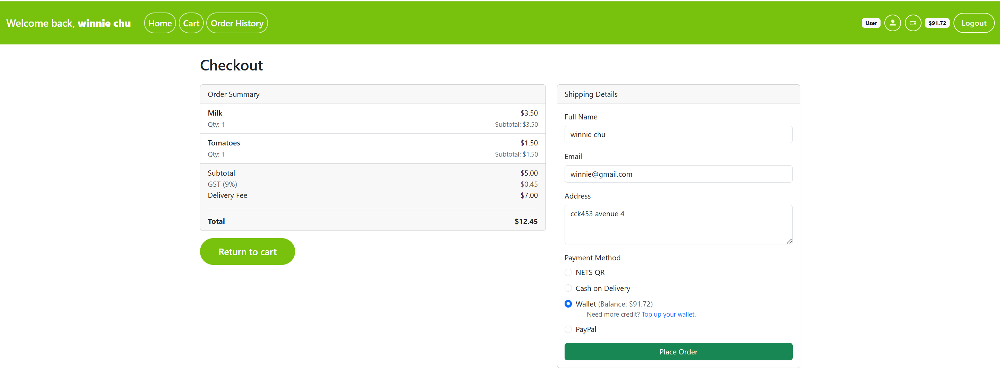 Welcome back, winnie chu
Home
Cart
Order History
User
$91.72
Logout
Checkout
Order Summary
Milk $3.50
Qty: 1 Subtotal: $3.50
Tomatoes $1.50
Qty: 1 Subtotal: $1.50
Subtotal $5.00
GST (9%) $0.45
Delivery Fee $7.00
Total $12.45
Return to cart
Shipping Details
Full Name
winnie chu
Email
winnie@gmail.com
Address
cck453 avenue 4
Payment Method
NETS QR
Cash on Delivery
Wallet (Balance: $91.72)
Need more credit? Top up your wallet.
PayPal
Place Order